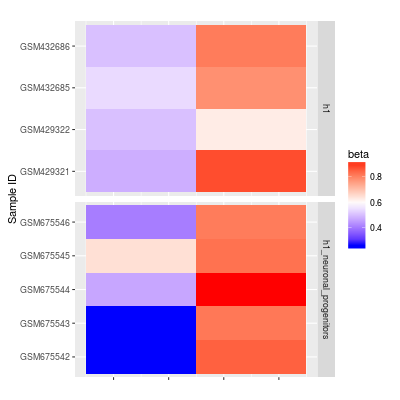 GSM432686
GSM432685
GSM429322
GSM429321
h1
GSM675546
GSM675545
GSM675544
GSM675543
GSM675542
h1_neuronal_progenitors
Sample ID
beta
0.8
0.6
0.4